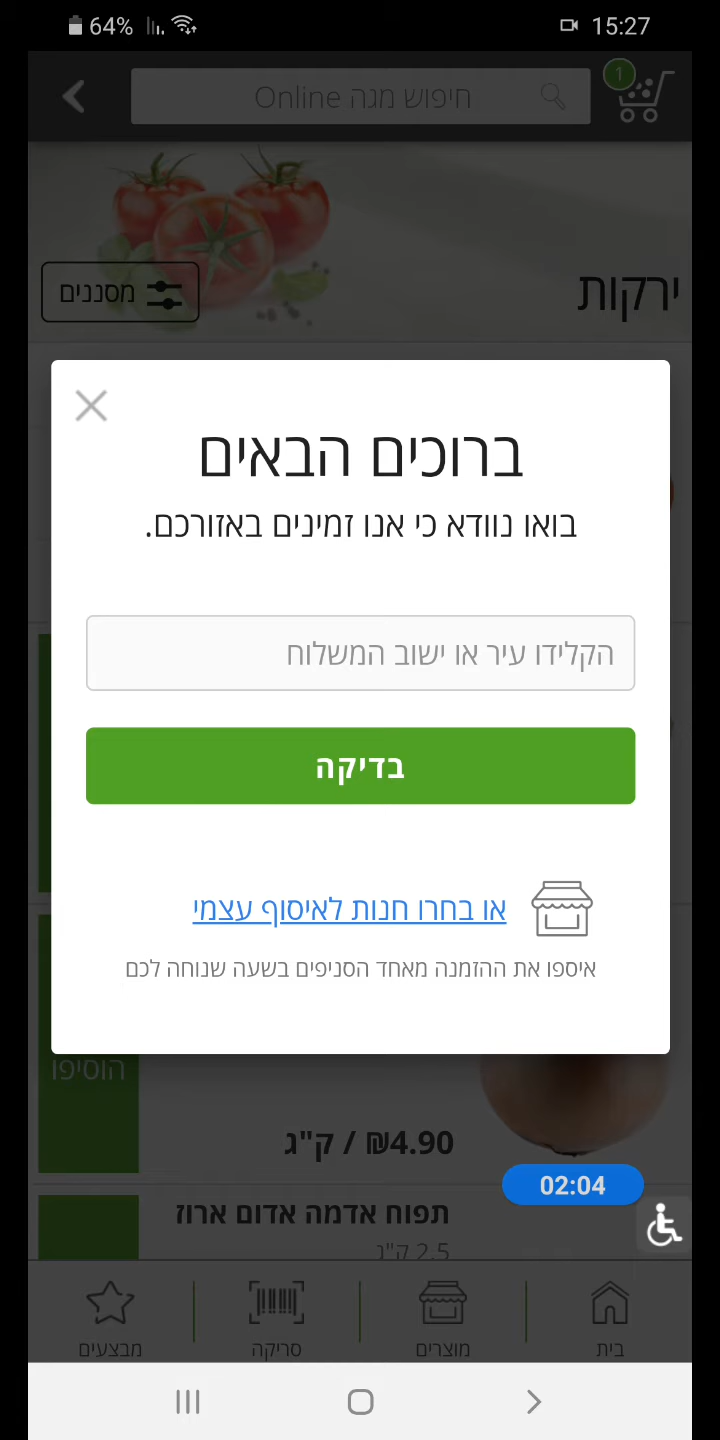 64%
15:27
חיפוש מגה Online
1
ירקות
מסננים
ברוכים הבאים
בואו נוודא כי אנו זמינים באזורכם.
הקלידו עיר או ישוב המשלוח
בדיקה
או בחרו חנות לאיסוף עצמי
איספו את ההזמנה מאחד הסניפים בשעה שנוחה לכם
הוסיפו
₪4.90 / ק"ג
02:04
תפוח אדמה אדום ארוז
2.5 ק"ג
בית
מוצרים
סריקה
מבצעים